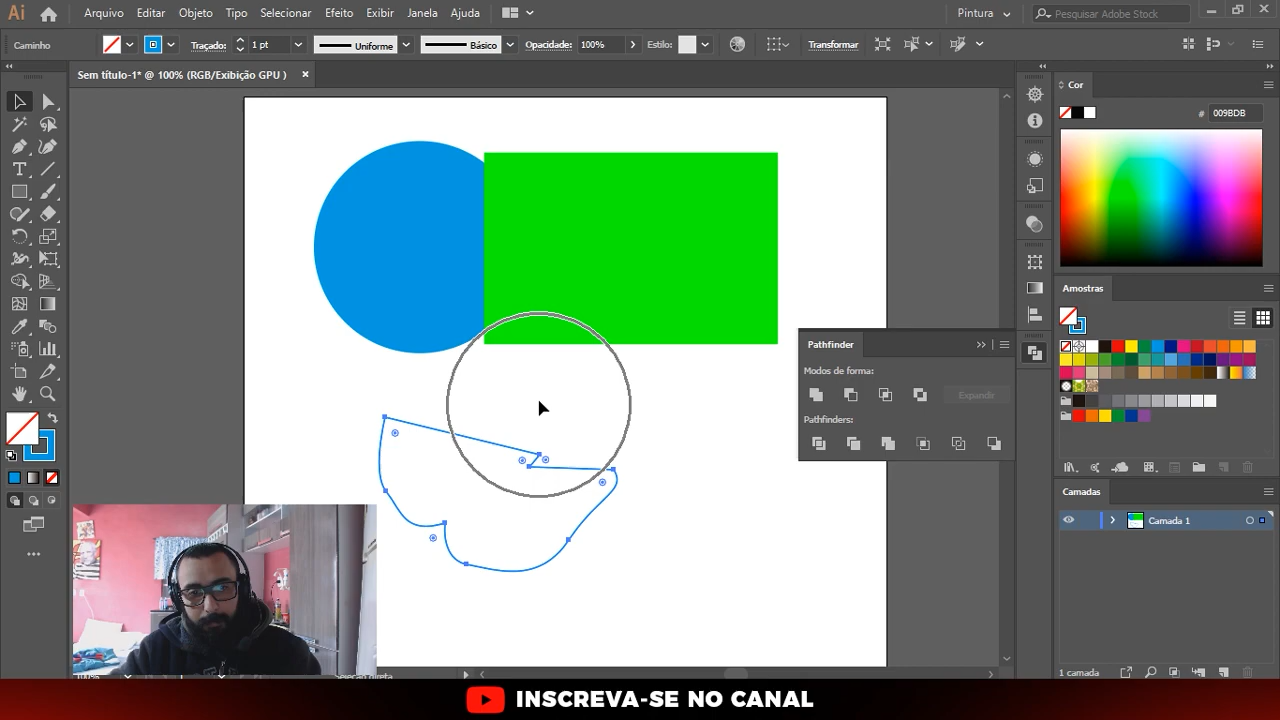 Ai Arquivo Editar Objeto Tipo Selecionar Efeito Exibir Janela Ajuda Pintura Pesquisar Adobe Stock
Caminho Traçado: 1 pt Uniforme Básico Opacidade: 100% Estilo: Transformar
Sem título-1* @ 100% (RGB/Exibição GPU ) ×
Cor
# 009BDB
Amostras
Pathfinder
Modos de forma:
Expandir
Pathfinders:
Camadas
Camada 1
1 camada
INSCREVA-SE NO CANAL